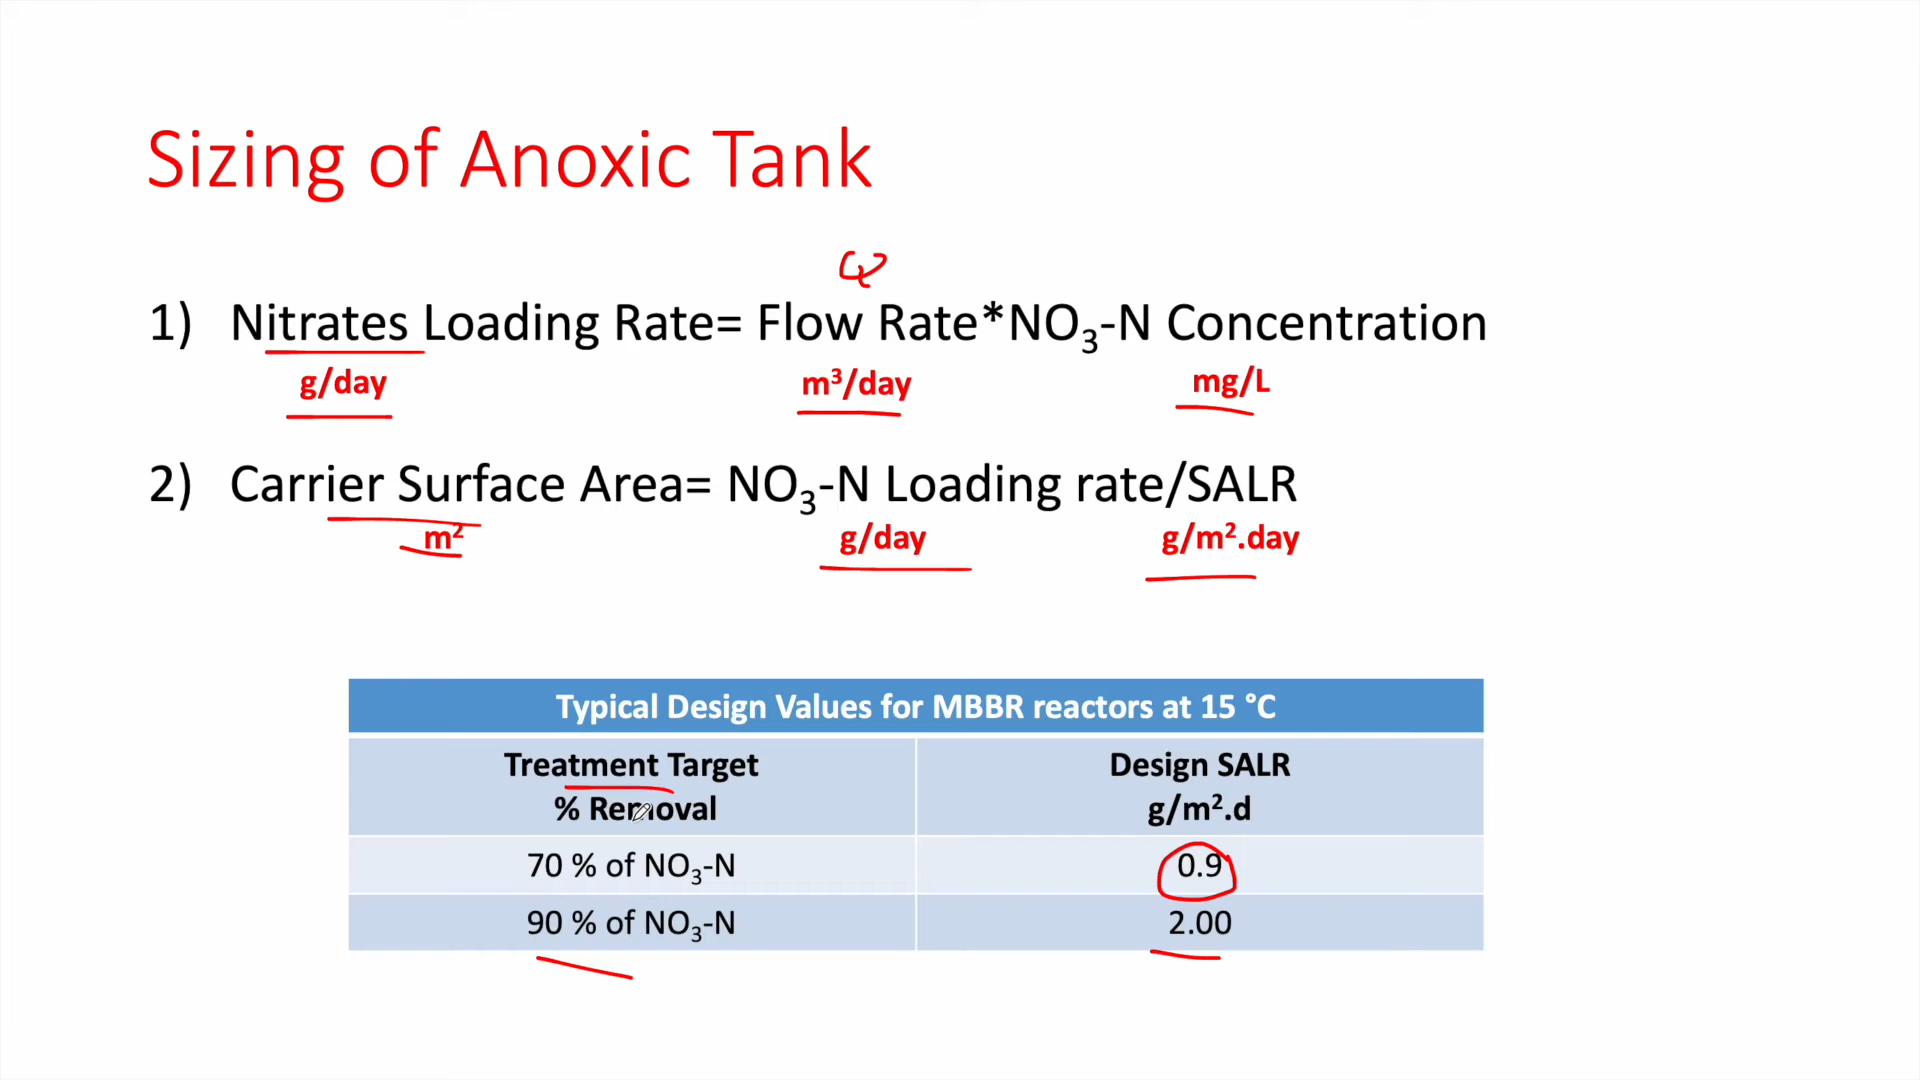 Sizing of Anoxic Tank
Q
1) Nitrates Loading Rate= Flow Rate*NO₃-N Concentration
g/day m³/day mg/L
2) Carrier Surface Area= NO₃-N Loading rate/SALR
m² g/day g/m².day
Typical Design Values for MBBR reactors at 15 °C
Treatment Target Design SALR
% Removal g/m².d
70 % of NO₃-N 0.9
90 % of NO₃-N 2.00